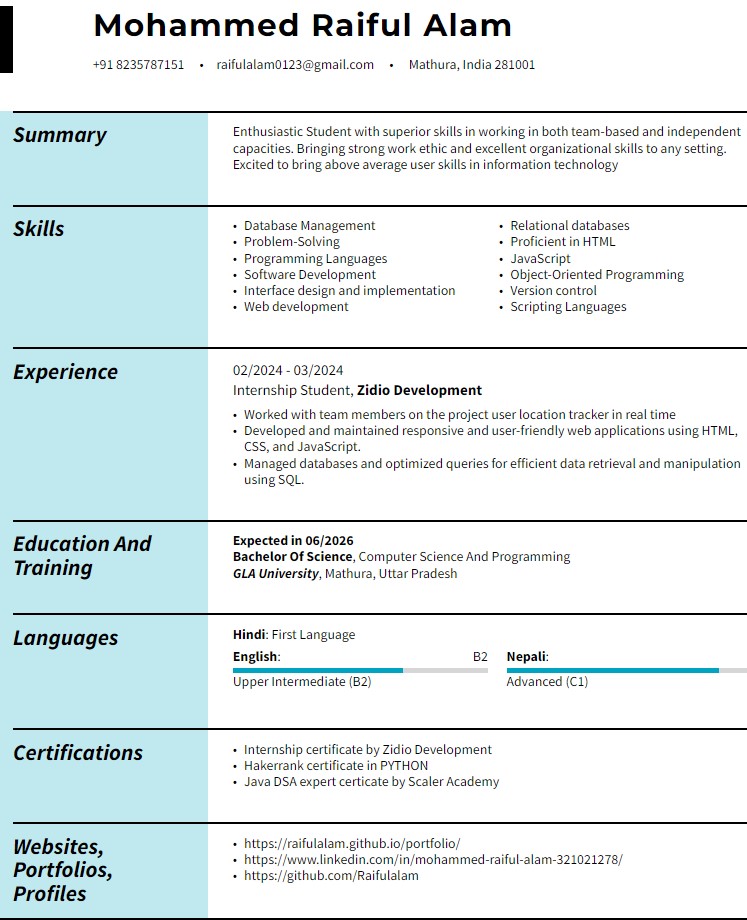 Mohammed Raiful Alam
+91 8235787151 • raifulalam0123@gmail.com • Mathura, India 281001
Summary
Enthusiastic Student with superior skills in working in both team-based and independent
capacities. Bringing strong work ethic and excellent organizational skills to any setting.
Excited to bring above average user skills in information technology
Skills
• Database Management
• Problem-Solving
• Programming Languages
• Software Development
• Interface design and implementation
• Web development
• Relational databases
• Proficient in HTML
• JavaScript
• Object-Oriented Programming
• Version control
• Scripting Languages
Experience
02/2024 - 03/2024
Internship Student, Zidio Development
• Worked with team members on the project user location tracker in real time
• Developed and maintained responsive and user-friendly web applications using HTML,
CSS, and JavaScript.
• Managed databases and optimized queries for efficient data retrieval and manipulation
using SQL.
Education And
Training
Expected in 06/2026
Bachelor Of Science, Computer Science And Programming
GLA University, Mathura, Uttar Pradesh
Languages
Hindi: First Language
English: B2
Upper Intermediate (B2)
Nepali:
Advanced (C1)
Certifications
• Internship certificate by Zidio Development
• Hakerrank certificate in PYTHON
• Java DSA expert certicate by Scaler Academy
Websites,
Portfolios,
Profiles
• https://raifulalam.github.io/portfolio/
• https://www.linkedin.com/in/mohammed-raiful-alam-321021278/
• https://github.com/Raifulalam